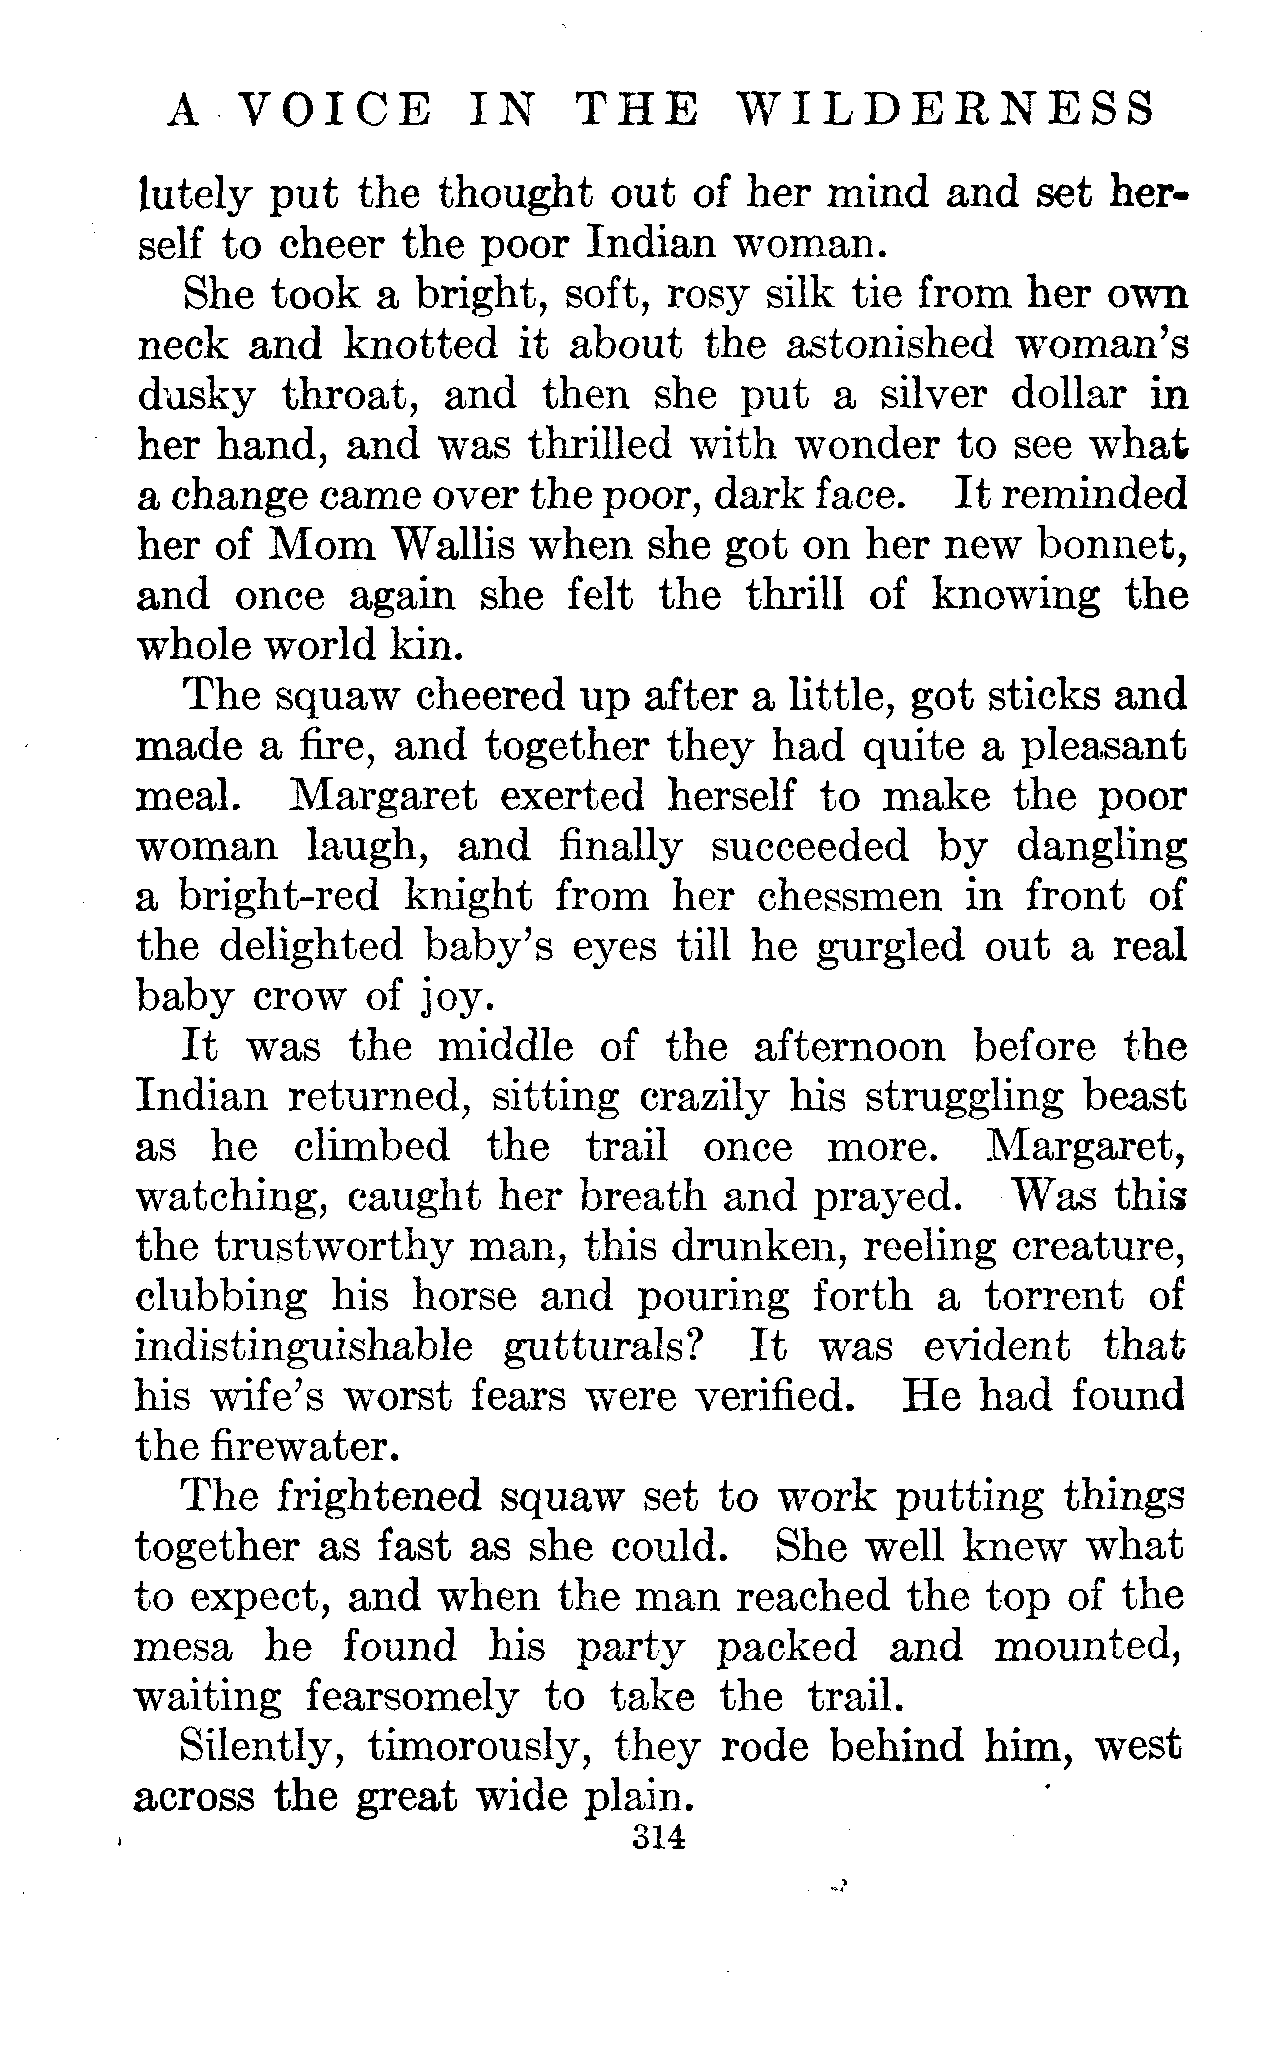 A VOICE IN THE WILDERNESS
lutely put the thought out of her mind and set her-
self to cheer the poor Indian woman.
She took a bright, soft, rosy silk tie from her own
neck and knotted it about the astonished woman's
dusky throat, and then she put a silver dollar in
her hand, and was thrilled with wonder to see what
a change came over the poor, dark face. It reminded
her of Mom Wallis when she got on her new bonnet,
and once again she felt the thrill of knowing the
whole world kin.
The squaw cheered up after a little, got sticks and
made a fire, and together they had quite a pleasant
meal. Margaret exerted herself to make the poor
woman laugh, and finally succeeded by dangling
a bright-red knight from her chessmen in front of
the delighted baby's eyes till he gurgled out a real
baby crow of joy.
It was the middle of the afternoon before the
Indian returned, sitting crazily his struggling beast
as he climbed the trail once more. Margaret,
watching, caught her breath and prayed. Was this
the trustworthy man, this drunken, reeling creature,
clubbing his horse and pouring forth a torrent of
indistinguishable gutturals? It was evident that
his wife's worst fears were verified. He had found
the firewater.
The frightened squaw set to work putting things
together as fast as she could. She well knew what
to expect, and when the man reached the top of the
mesa he found his party packed and mounted,
waiting fearsomely to take the trail.
Silently, timorously, they rode behind him, west
across the great wide plain.
314